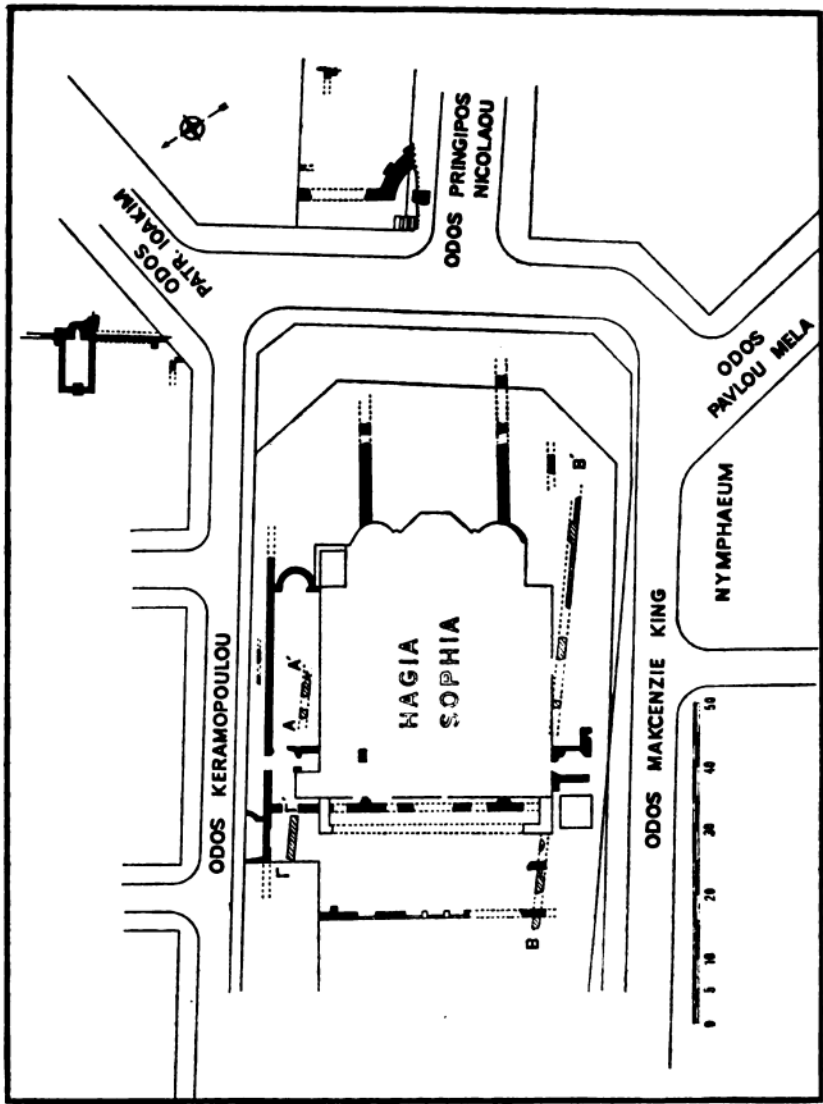 ODOS
PATR. IOAKIM
ODOS PRINGIPOS
NICOLAOU
ODOS KERAMOPOULOU
HAGIA
SOPHIA
A
A'
Γ
Γ'
B
B'
ODOS
PAVLOU MELA
NYMPHAEUM
ODOS MAKCENZIE KING
0 5 10 20 30 40 50